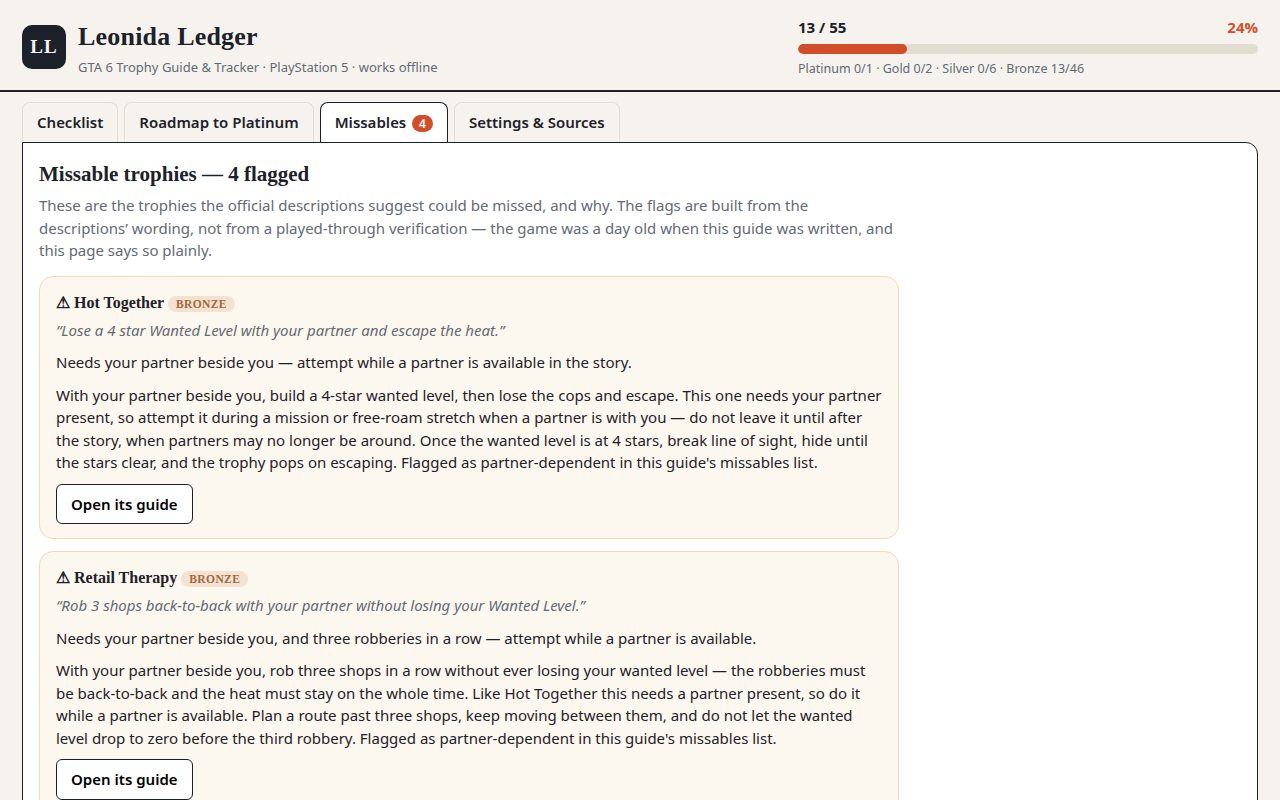 LL
Leonida Ledger
GTA 6 Trophy Guide & Tracker · PlayStation 5 · works offline
13 / 55
24%
Platinum 0/1 · Gold 0/2 · Silver 0/6 · Bronze 13/46
Checklist
Roadmap to Platinum
Missables 4
Settings & Sources
Missable trophies — 4 flagged
These are the trophies the official descriptions suggest could be missed, and why. The flags are built from the
descriptions’ wording, not from a played-through verification — the game was a day old when this guide was written, and
this page says so plainly.
⚠ Hot Together BRONZE
“Lose a 4 star Wanted Level with your partner and escape the heat.”
Needs your partner beside you — attempt while a partner is available in the story.
With your partner beside you, build a 4-star wanted level, then lose the cops and escape. This one needs your partner
present, so attempt it during a mission or free-roam stretch when a partner is with you — do not leave it until after
the story, when partners may no longer be around. Once the wanted level is at 4 stars, break line of sight, hide until
the stars clear, and the trophy pops on escaping. Flagged as partner-dependent in this guide's missables list.
Open its guide
⚠ Retail Therapy BRONZE
“Rob 3 shops back-to-back with your partner without losing your Wanted Level.”
Needs your partner beside you, and three robberies in a row — attempt while a partner is available.
With your partner beside you, rob three shops in a row without ever losing your wanted level — the robberies must
be back-to-back and the heat must stay on the whole time. Like Hot Together this needs a partner present, so do it
while a partner is available. Plan a route past three shops, keep moving between them, and do not let the wanted
level drop to zero before the third robbery. Flagged as partner-dependent in this guide's missables list.
Open its guide